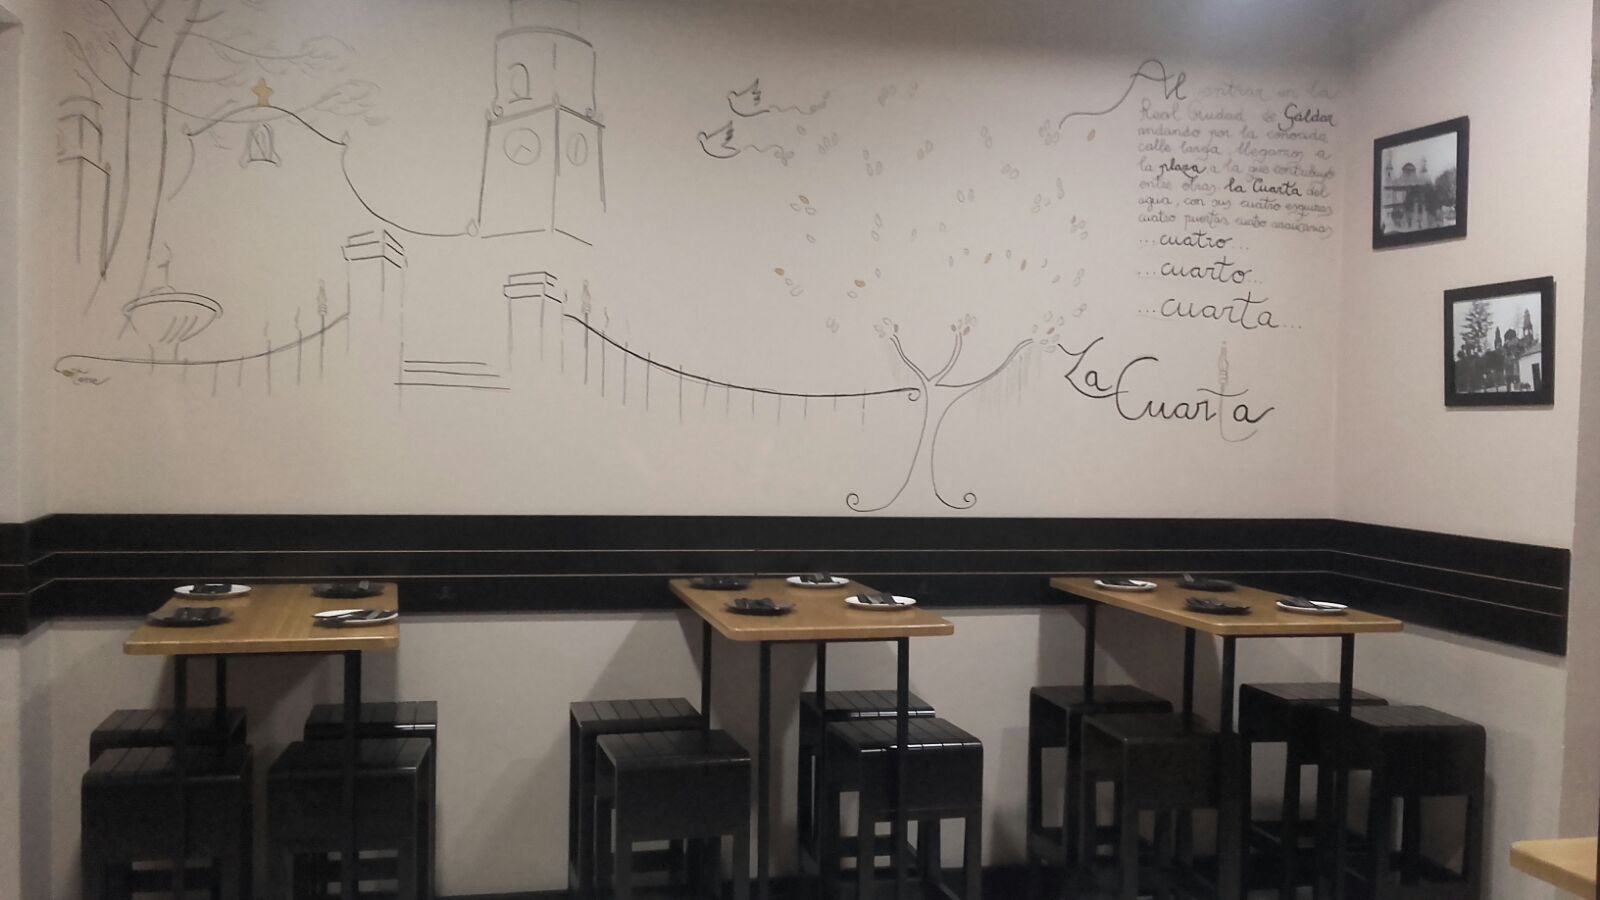 Al entrar en la
Real Ciudad de Galdar
andando por la conocida
calle larga llegamos a
la plaza a la que contribuyó
entre otras, la Cuarta del
agua, con sus cuatro esquinas
cuatro puertas cuatro araucarias
...cuatro...
...cuarto...
...cuarta...
La Cuarta